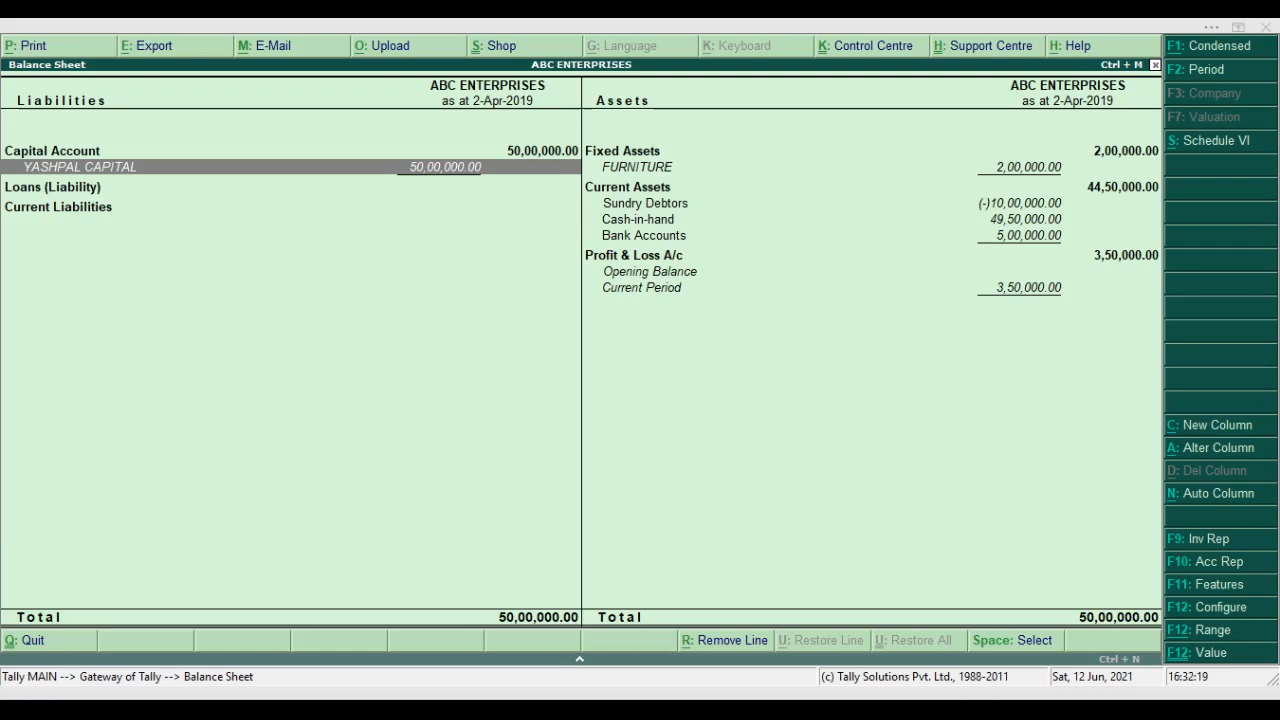 P: Print E: Export M: E-Mail O: Upload S: Shop G: Language K: Keyboard K: Control Centre H: Support Centre H: Help
Balance Sheet ABC ENTERPRISES Ctrl + M
ABC ENTERPRISES ABC ENTERPRISES
Liabilities as at 2-Apr-2019 Assets as at 2-Apr-2019
Capital Account 50,00,000.00 Fixed Assets 2,00,000.00
YASHPAL CAPITAL 50,00,000.00 FURNITURE 2,00,000.00
Loans (Liability) Current Assets 44,50,000.00
Sundry Debtors (-)10,00,000.00
Current Liabilities
Cash-in-hand 49,50,000.00
Bank Accounts 5,00,000.00
Profit & Loss A/c 3,50,000.00
Opening Balance
Current Period 3,50,000.00
Total 50,00,000.00 Total 50,00,000.00
Q: Quit R: Remove Line U: Restore Line U: Restore All Space: Select
Ctrl + N
Tally MAIN --> Gateway of Tally --> Balance Sheet (c) Tally Solutions Pvt. Ltd., 1988-2011 Sat, 12 Jun, 2021 16:32:19
F1: Condensed
F2: Period
F3: Company
F7: Valuation
S: Schedule VI
C: New Column
A: Alter Column
D: Del Column
N: Auto Column
F9: Inv Rep
F10: Acc Rep
F11: Features
F12: Configure
F12: Range
F12: Value